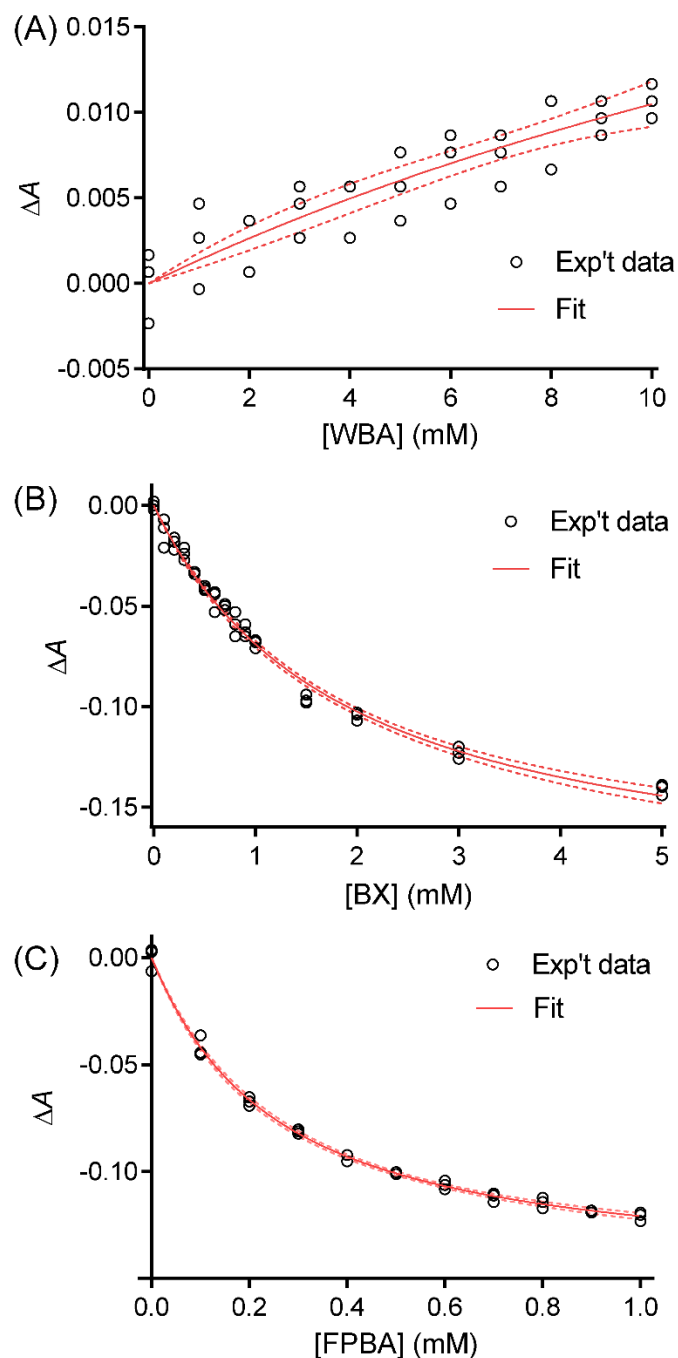 (A)
0.015
0.010
0.005
0.000
-0.005
ΔA
Exp't data
Fit
0 2 4 6 8 10
[WBA] (mM)
(B)
0.00
-0.05
-0.10
-0.15
ΔA
Exp't data
Fit
0 1 2 3 4 5
[BX] (mM)
(C)
0.00
-0.05
-0.10
ΔA
Exp't data
Fit
0.0 0.2 0.4 0.6 0.8 1.0
[FPBA] (mM)